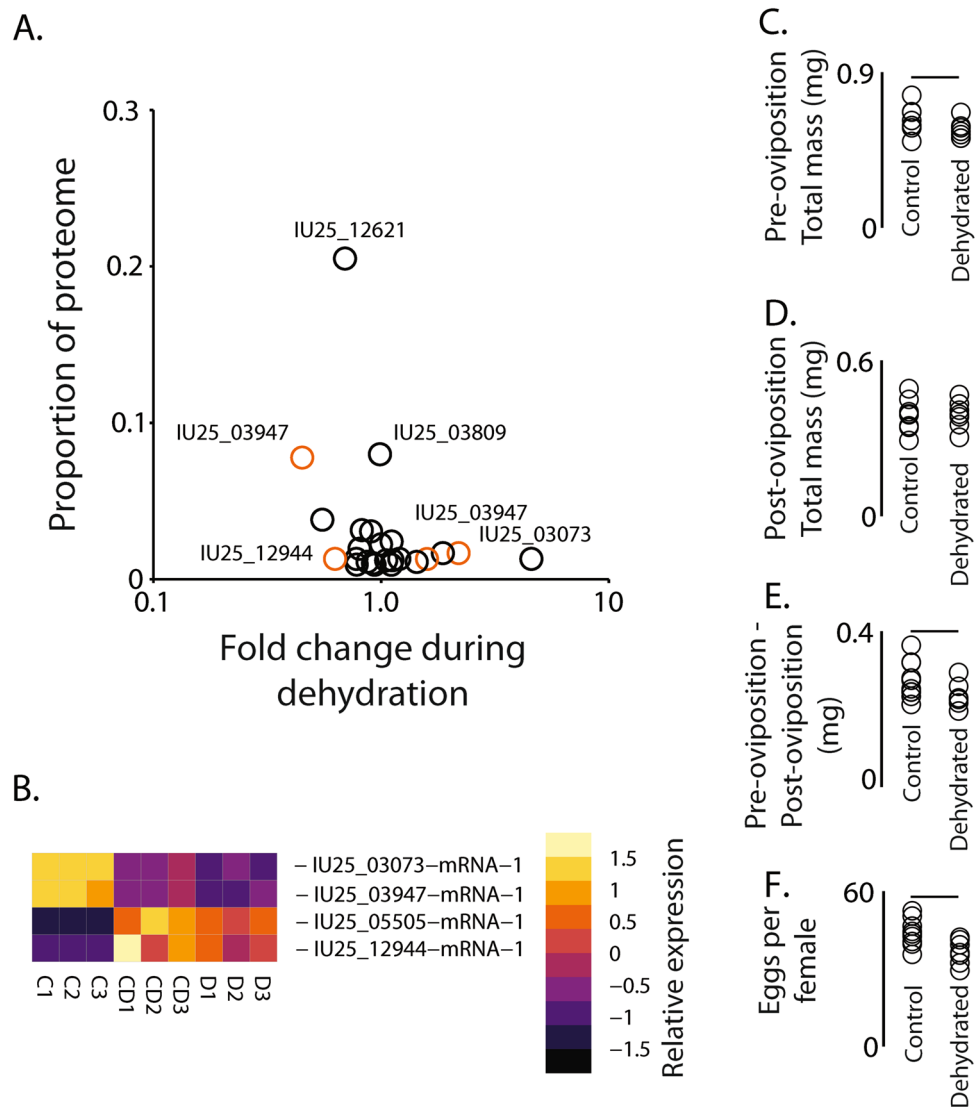 A.
0.3
0.2
0.1
0
Proportion of proteome
IU25_12621
IU25_03947
IU25_03809
IU25_03947
IU25_03073
IU25_12944
0.1
1.0
10
Fold change during
dehydration
B.
– IU25_03073–mRNA–1
– IU25_03947–mRNA–1
– IU25_05505–mRNA–1
– IU25_12944–mRNA–1
C1
C2
C3
CD1
CD2
CD3
D1
D2
D3
1.5
1
0.5
0
−0.5
−1
−1.5
Relative expression
C.
Pre-oviposition
Total mass (mg)
0.9
0
Control
Dehydrated
D.
Post-oviposition
Total mass (mg)
0.6
0
Control
Dehydrated
E.
Pre-oviposition -
Post-oviposition
(mg)
0.4
0
Control
Dehydrated
F.
Eggs per
female
60
0
Control
Dehydrated